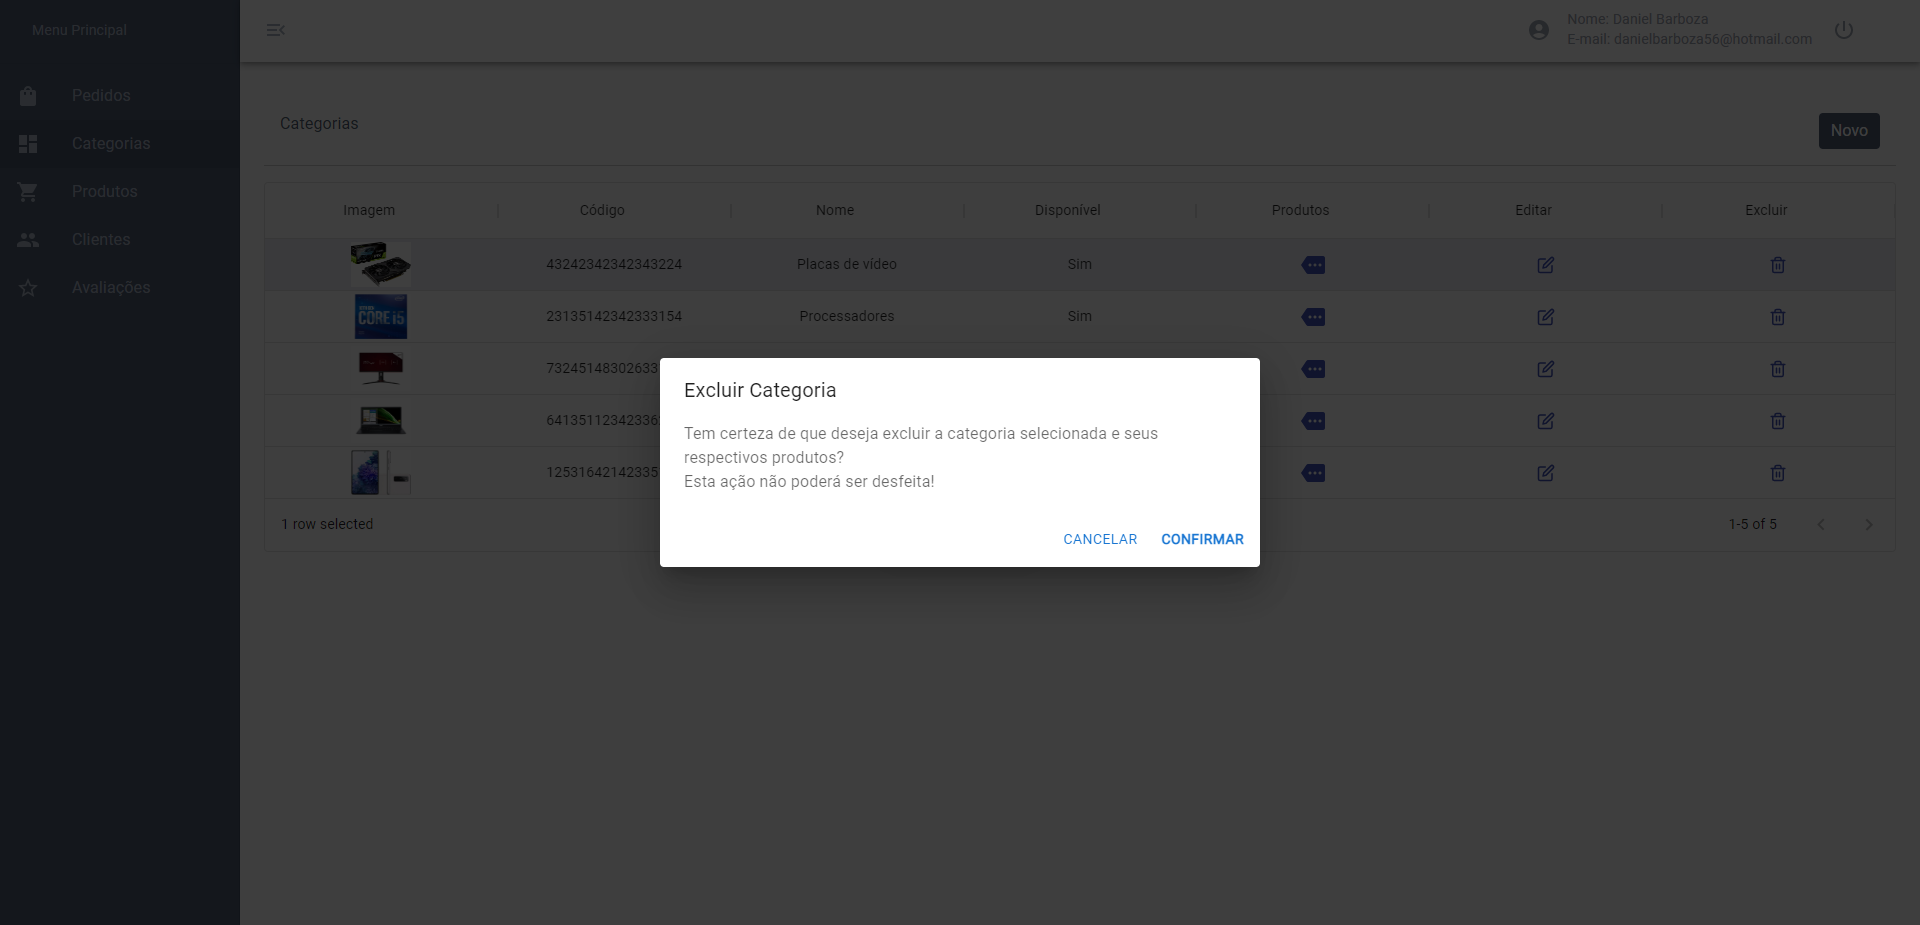 Menu Principal
Nome: Daniel Barboza
E-mail: danielbarboza56@hotmail.com
Pedidos
Categorias
Produtos
Clientes
Avaliações
Categorias
Novo
Imagem Código Nome Disponível Produtos Editar Excluir
43242342342343224 Placas de vídeo Sim
CORE i5 23135142342333154 Processadores Sim
73245148302633
Excluir Categoria
Tem certeza de que deseja excluir a categoria selecionada e seus
respectivos produtos?
Esta ação não poderá ser desfeita!
CANCELAR CONFIRMAR
64135112342336
12531642142335
1 row selected
1-5 of 5